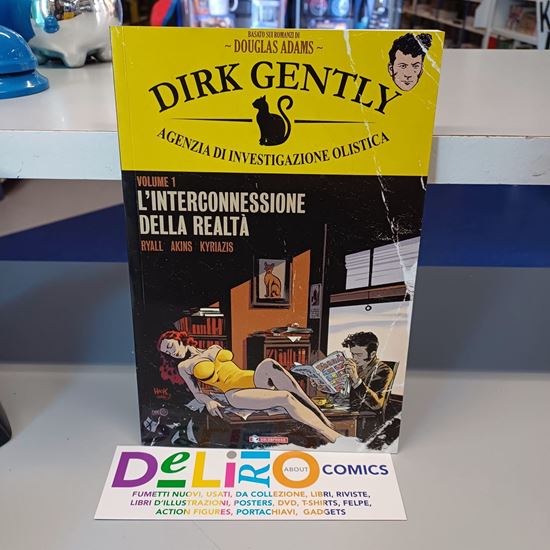 BASATO SUI ROMANZI DI
~ DOUGLAS ADAMS ~
DIRK GENTLY
AGENZIA DI INVESTIGAZIONE OLISTICA
VOLUME 1
L'INTERCONNESSIONE
DELLA REALTÀ
RYALL AKINS KYRIAZIS
HACK
SALDAPRESS
DeLiRiO ABOUT COMICS
FUMETTI NUOVI, USATI, DA COLLEZIONE, LIBRI, RIVISTE,
LIBRI D'ILLUSTRAZIONI, POSTERS, DVD, T-SHIRTS, FELPE,
ACTION FIGURES, PORTACHIAVI, GADGETS